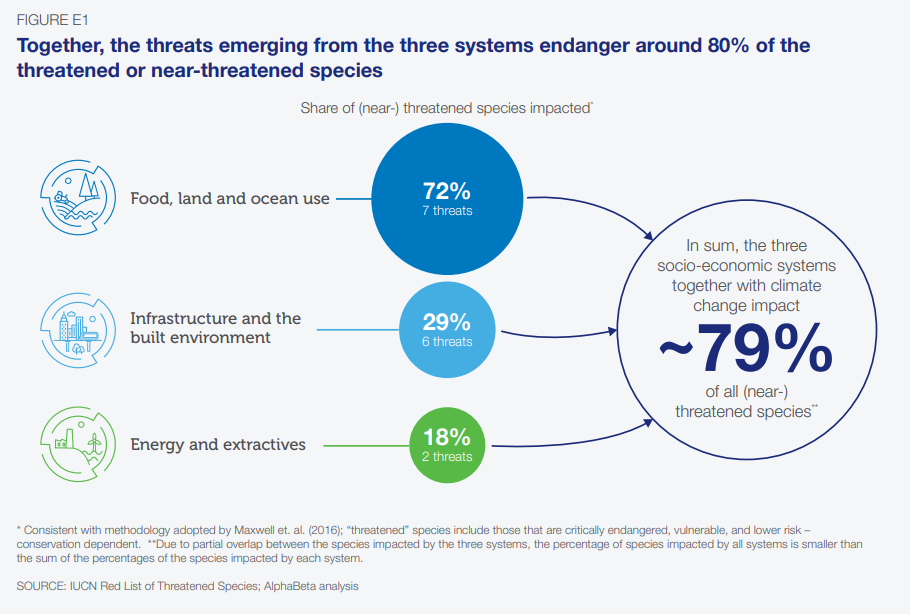 FIGURE E1
Together, the threats emerging from the three systems endanger around 80% of the
threatened or near-threatened species
Share of (near-) threatened species impacted*
Food, land and ocean use
72%
7 threats
Infrastructure and the
built environment
29%
6 threats
Energy and extractives
18%
2 threats
In sum, the three
socio-economic systems
together with climate
change impact
~79%
of all (near-)
threatened species**
* Consistent with methodology adopted by Maxwell et. al. (2016); “threatened” species include those that are critically endangered, vulnerable, and lower risk –
conservation dependent. **Due to partial overlap between the species impacted by the three systems, the percentage of species impacted by all systems is smaller than
the sum of the percentages of the species impacted by each system.
SOURCE: IUCN Red List of Threatened Species; AlphaBeta analysis